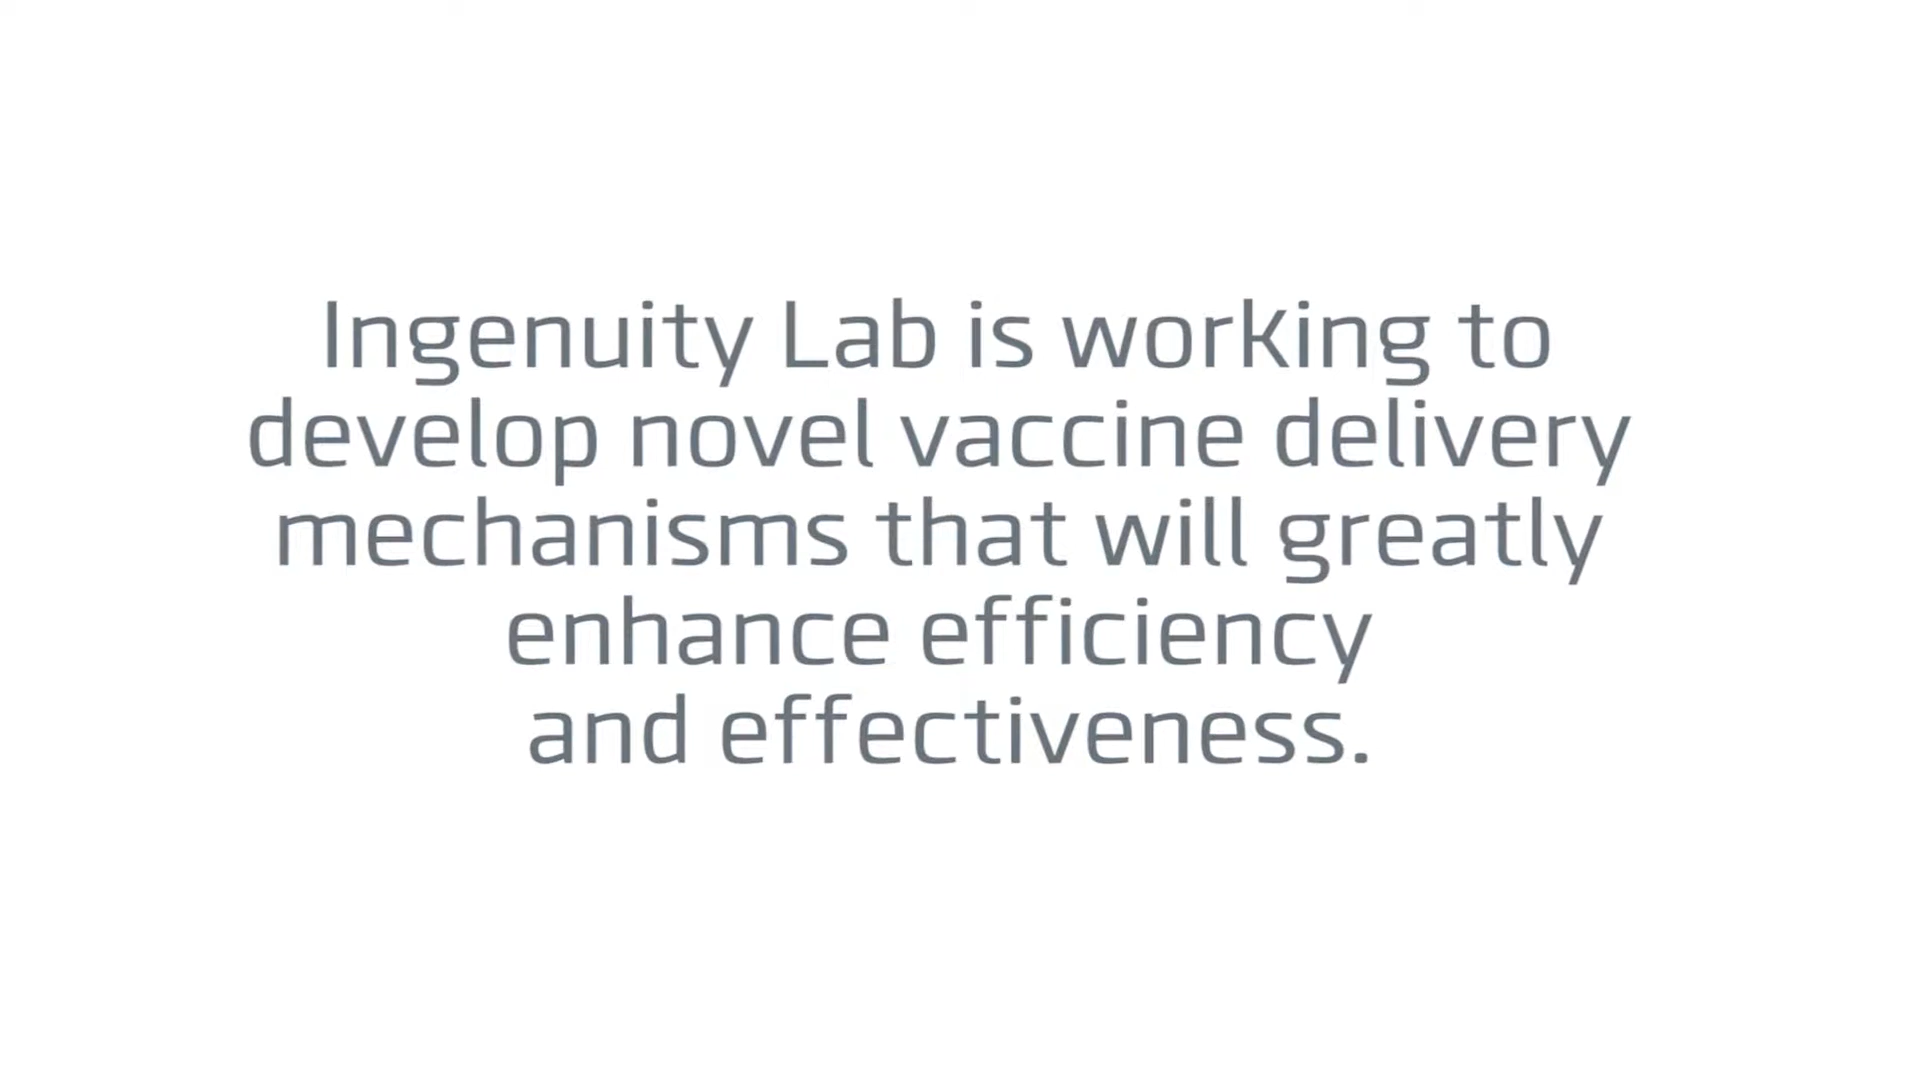 Ingenuity Lab is working to
develop novel vaccine delivery
mechanisms that will greatly
enhance efficiency
and effectiveness.